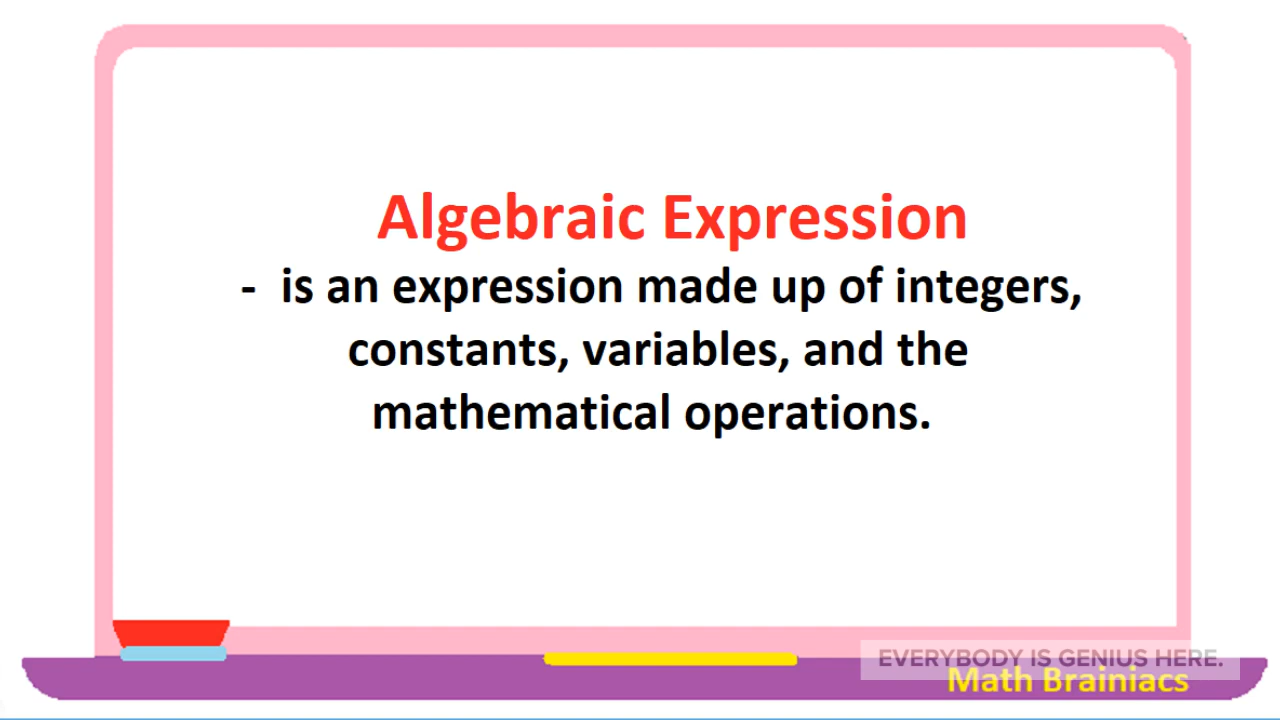 Algebraic Expression
- is an expression made up of integers,
constants, variables, and the
mathematical operations.
EVERYBODY IS GENIUS HERE.
Math Brainiacs